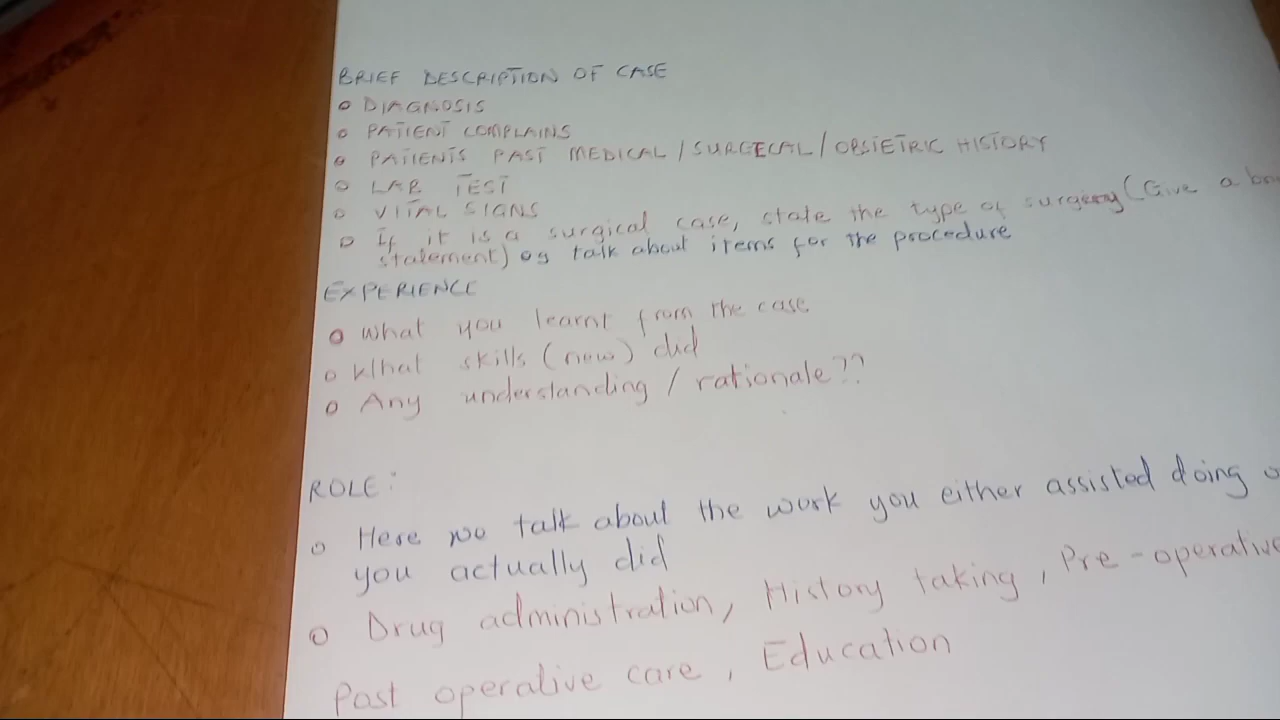 BRIEF DESCRIPTION OF CASE
o DIAGNOSIS
o PATIENT COMPLAINS
o PATIENTS PAST MEDICAL / SURGECAL / OBSTETRIC HISTORY
o LAB TEST
o VITAL SIGNS
o If it is a surgical case, state the type of surgery (Give a
statement) talk about items for the procedure
EXPERIENCE
o What you learnt from the case
o What skills (new) did
o Any understanding / rationale??
ROLE:
o Here we talk about the work you either assisted doing
you actually did
o Drug administration, History taking, Pre-operative
Post operative care, Education